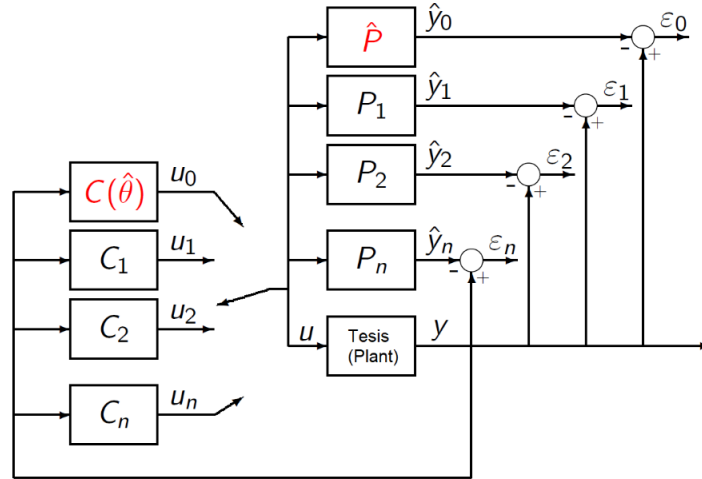 P̂ ŷ₀ - + ε₀
P₁ ŷ₁ - + ε₁
P₂ ŷ₂ - + ε₂
C(θ̂) u₀
C₁ u₁
Pₙ ŷₙ - + εₙ
C₂ u₂
u Tesis y
(Plant)
Cₙ uₙ